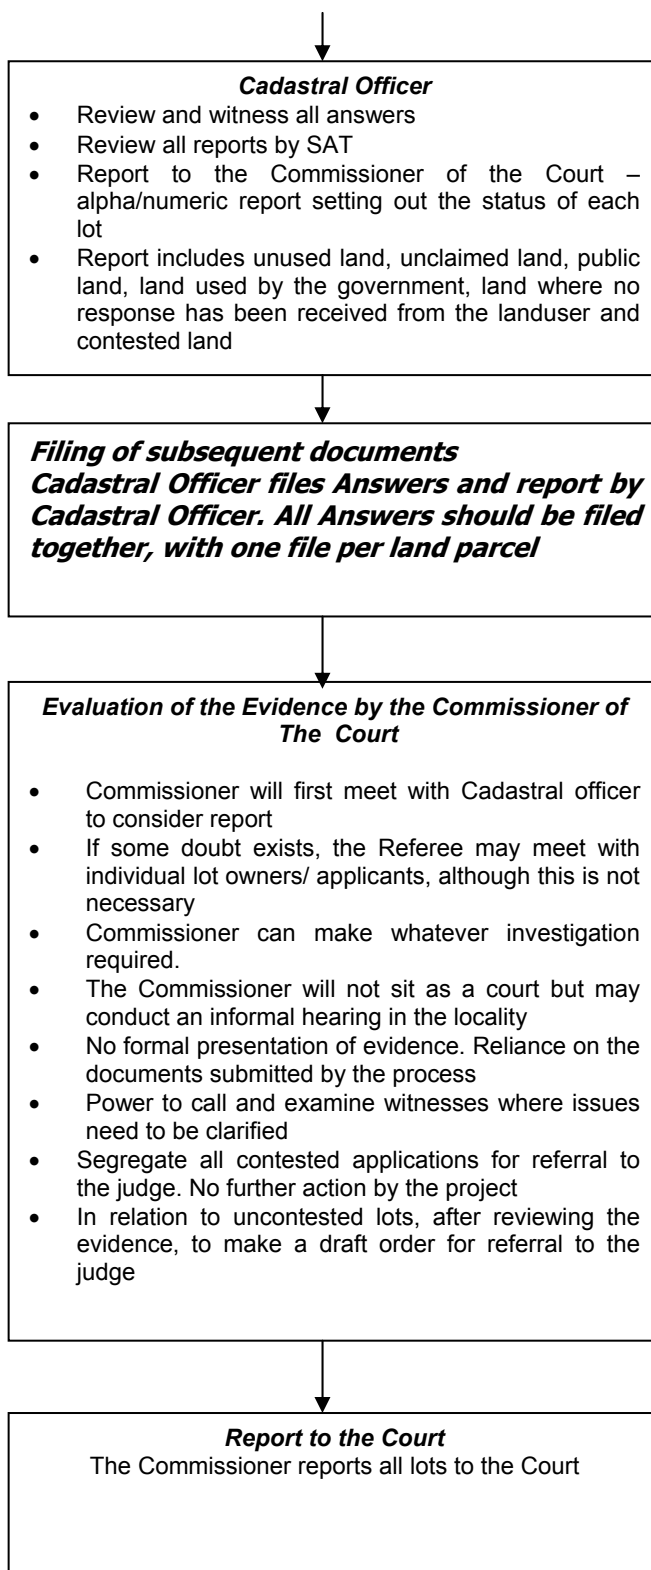 Cadastral Officer
• Review and witness all answers
• Review all reports by SAT
• Report to the Commissioner of the Court –
alpha/numeric report setting out the status of each
lot
• Report includes unused land, unclaimed land, public
land, land used by the government, land where no
response has been received from the landuser and
contested land
Filing of subsequent documents
Cadastral Officer files Answers and report by
Cadastral Officer. All Answers should be filed
together, with one file per land parcel
Evaluation of the Evidence by the Commissioner of
The Court
• Commissioner will first meet with Cadastral officer
to consider report
• If some doubt exists, the Referee may meet with
individual lot owners/ applicants, although this is not
necessary
• Commissioner can make whatever investigation
required.
• The Commissioner will not sit as a court but may
conduct an informal hearing in the locality
• No formal presentation of evidence. Reliance on the
documents submitted by the process
• Power to call and examine witnesses where issues
need to be clarified
• Segregate all contested applications for referral to
the judge. No further action by the project
• In relation to uncontested lots, after reviewing the
evidence, to make a draft order for referral to the
judge
Report to the Court
The Commissioner reports all lots to the Court